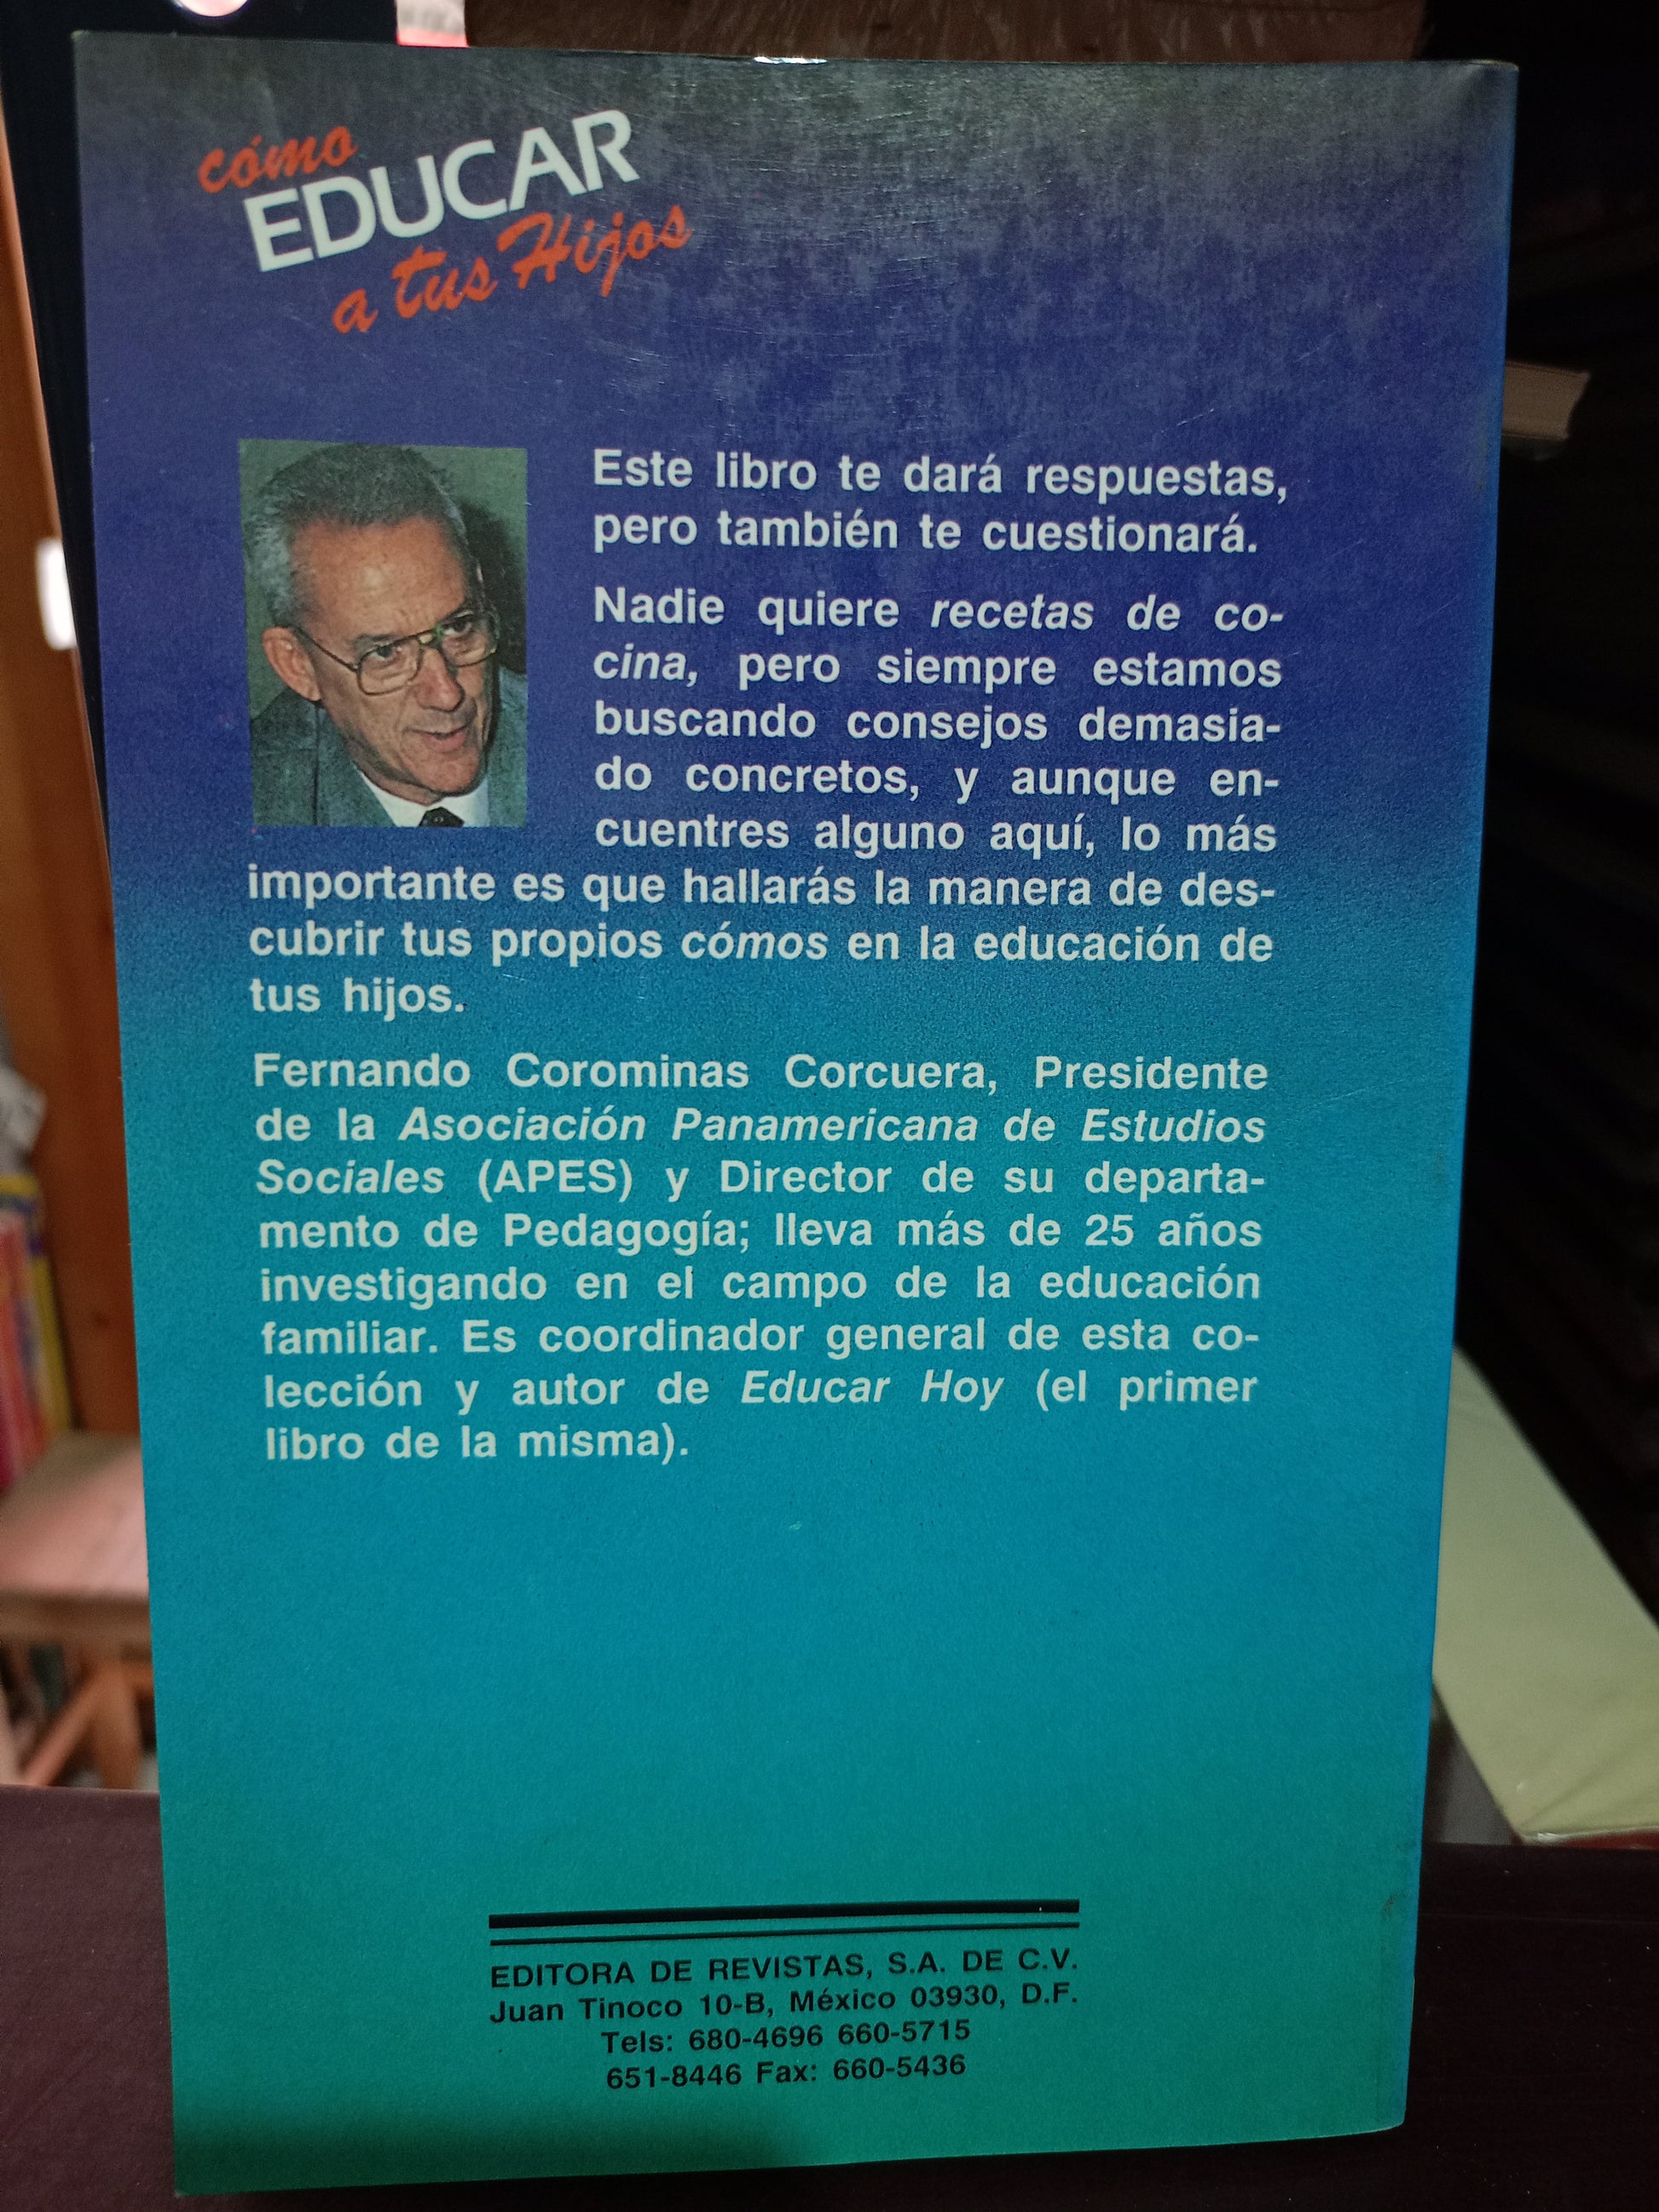 cómo
EDUCAR
a tus Hijos
Este libro te dará respuestas,
pero también te cuestionará.
Nadie quiere recetas de co-
cina, pero siempre estamos
buscando consejos demasia-
do concretos, y aunque en-
cuentres alguno aquí, lo más
importante es que hallarás la manera de des-
cubrir tus propios cómos en la educación de
tus hijos.
Fernando Corominas Corcuera, Presidente
de la Asociación Panamericana de Estudios
Sociales (APES) y Director de su departa-
mento de Pedagogía; lleva más de 25 años
investigando en el campo de la educación
familiar. Es coordinador general de esta co-
lección y autor de Educar Hoy (el primer
libro de la misma).
EDITORA DE REVISTAS, S.A. DE C.V.
Juan Tinoco 10-B, México 03930, D.F.
Tels: 680-4696 660-5715
651-8446 Fax: 660-5436